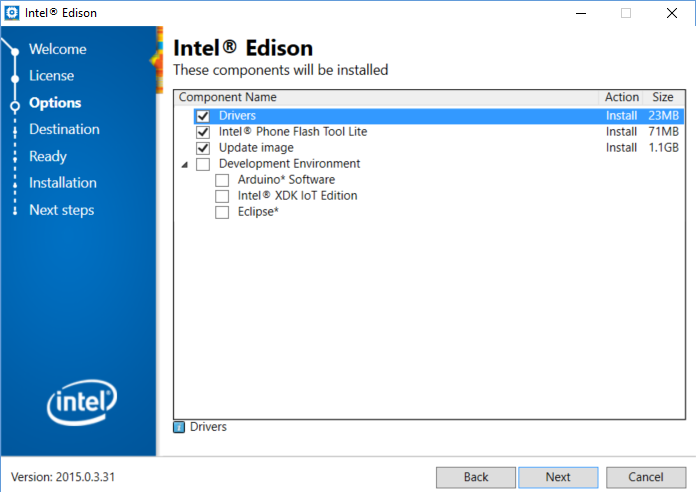 Intel® Edison
Welcome
License
Options
Destination
Ready
Installation
Next steps
intel®
Intel® Edison
These components will be installed
Component Name Action Size
Drivers Install 23MB
Intel® Phone Flash Tool Lite Install 71MB
Update image Install 1.1GB
Development Environment
Arduino* Software
Intel® XDK IoT Edition
Eclipse*
Drivers
Version: 2015.0.3.31
Back Next Cancel